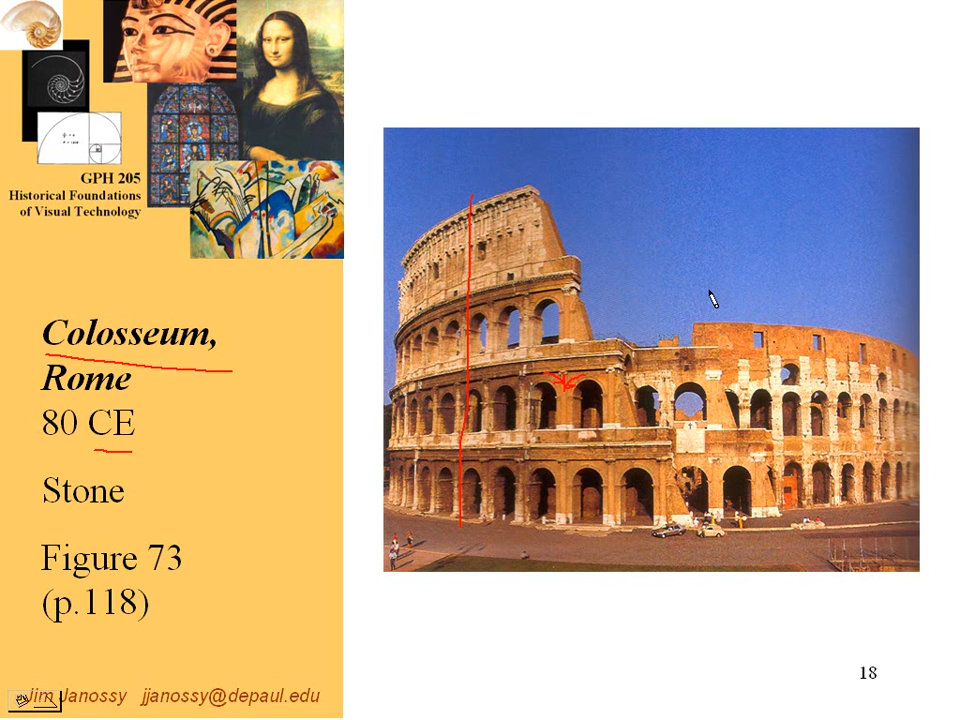 GPH 205
Historical Foundations
of Visual Technology
Colosseum,
Rome
80 CE
Stone
Figure 73
(p.118)
Jim Janossy jjanossy@depaul.edu
18